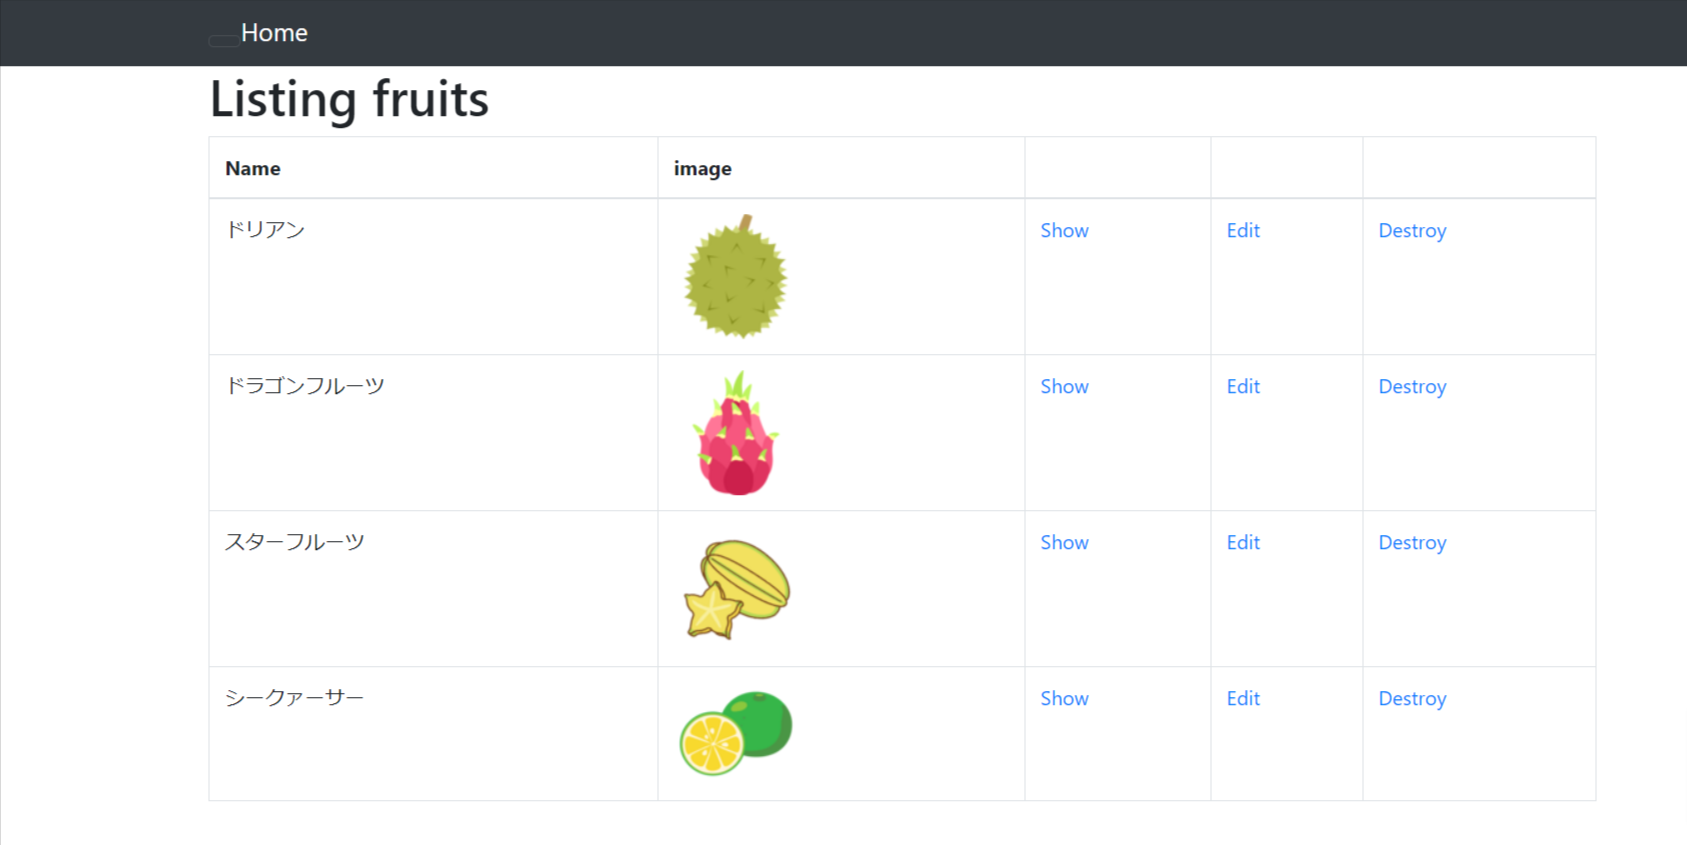 Home
Listing fruits
Name image
ドリアン Show Edit Destroy
ドラゴンフルーツ Show Edit Destroy
スターフルーツ Show Edit Destroy
シークァーサー Show Edit Destroy